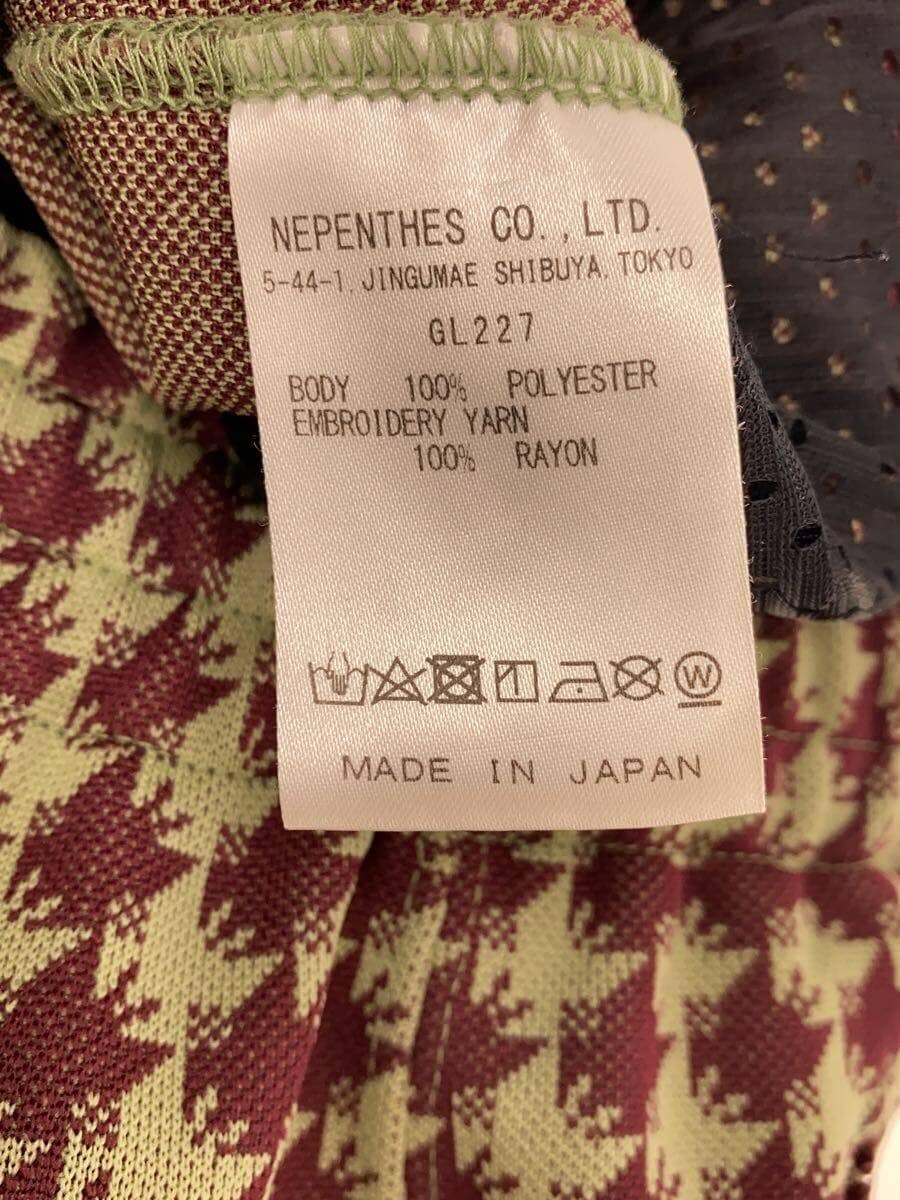 NEPENTHES CO.,LTD.
5-44-1.JINGUMAE SHIBUYA.TOKYO
GL227
BODY 100% POLYESTER
EMBROIDERY YARN
100% RAYON
W
MADE IN JAPAN